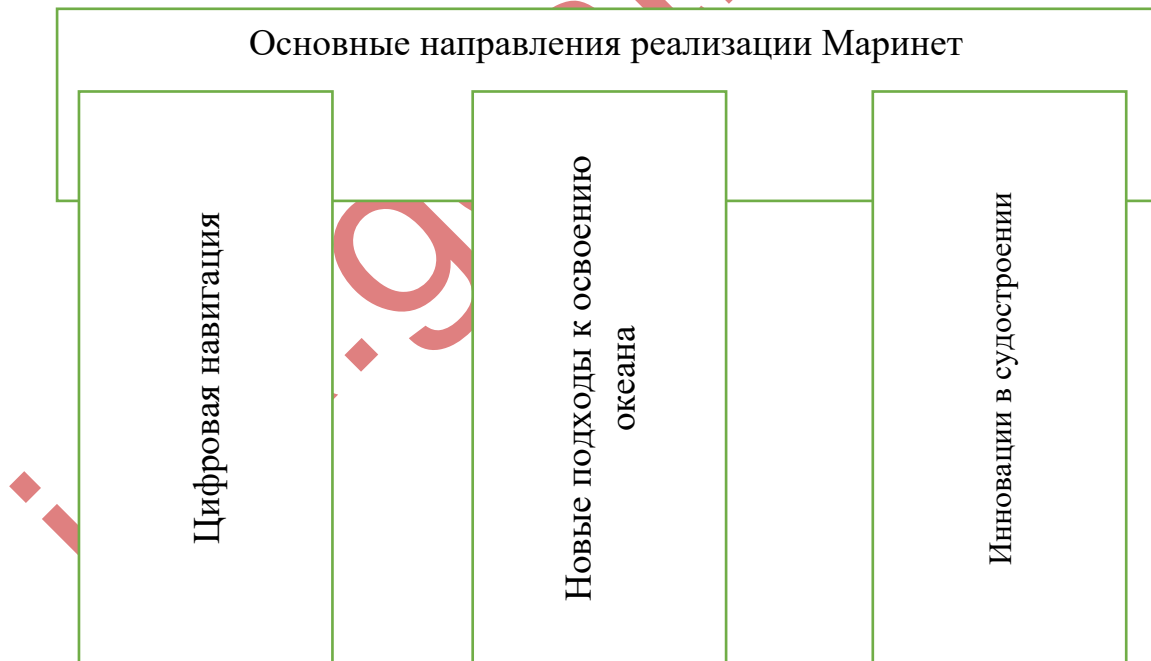 Основные направления реализации Маринет
Цифровая навигация
Новые подходы к освоению
океана
Инновации в судостроении